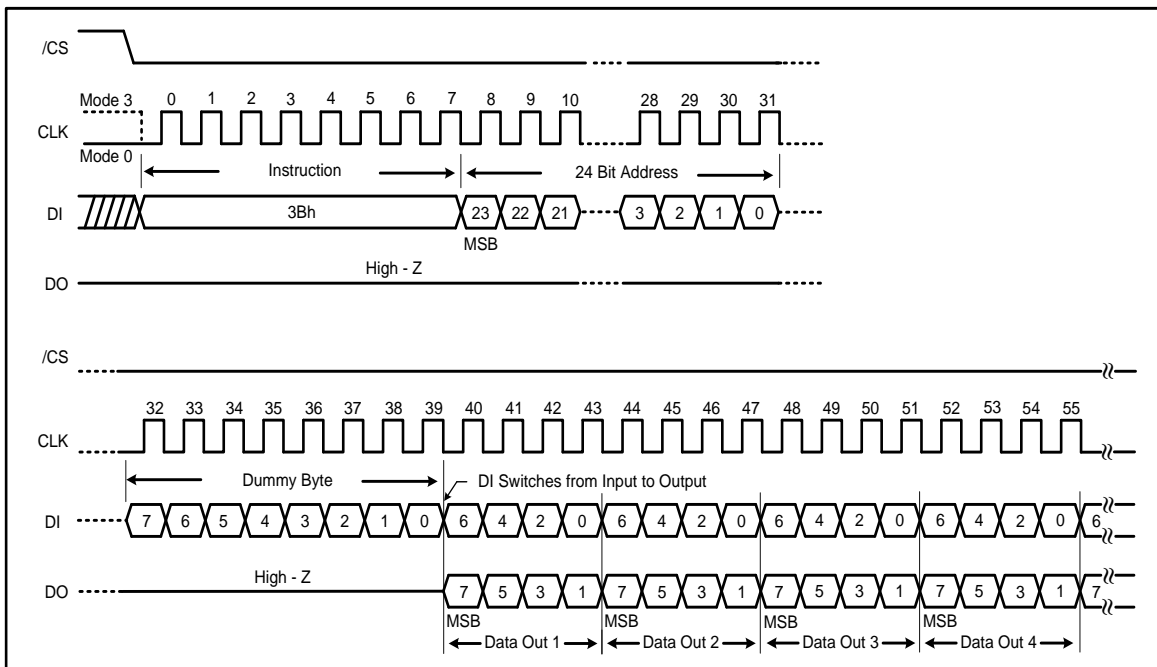 /CS
Mode 3 0 1 2 3 4 5 6 7 8 9 10 28 29 30 31
CLK
Mode 0
Instruction 24 Bit Address
DI 3Bh 23 22 21 3 2 1 0
MSB
High - Z
DO
/CS
32 33 34 35 36 37 38 39 40 41 42 43 44 45 46 47 48 49 50 51 52 53 54 55
CLK
Dummy Byte DI Switches from Input to Output
DI 7 6 5 4 3 2 1 0 6 4 2 0 6 4 2 0 6 4 2 0 6 4 2 0 6
High - Z
DO 7 5 3 1 7 5 3 1 7 5 3 1 7 5 3 1 7
MSB MSB MSB MSB
Data Out 1 Data Out 2 Data Out 3 Data Out 4